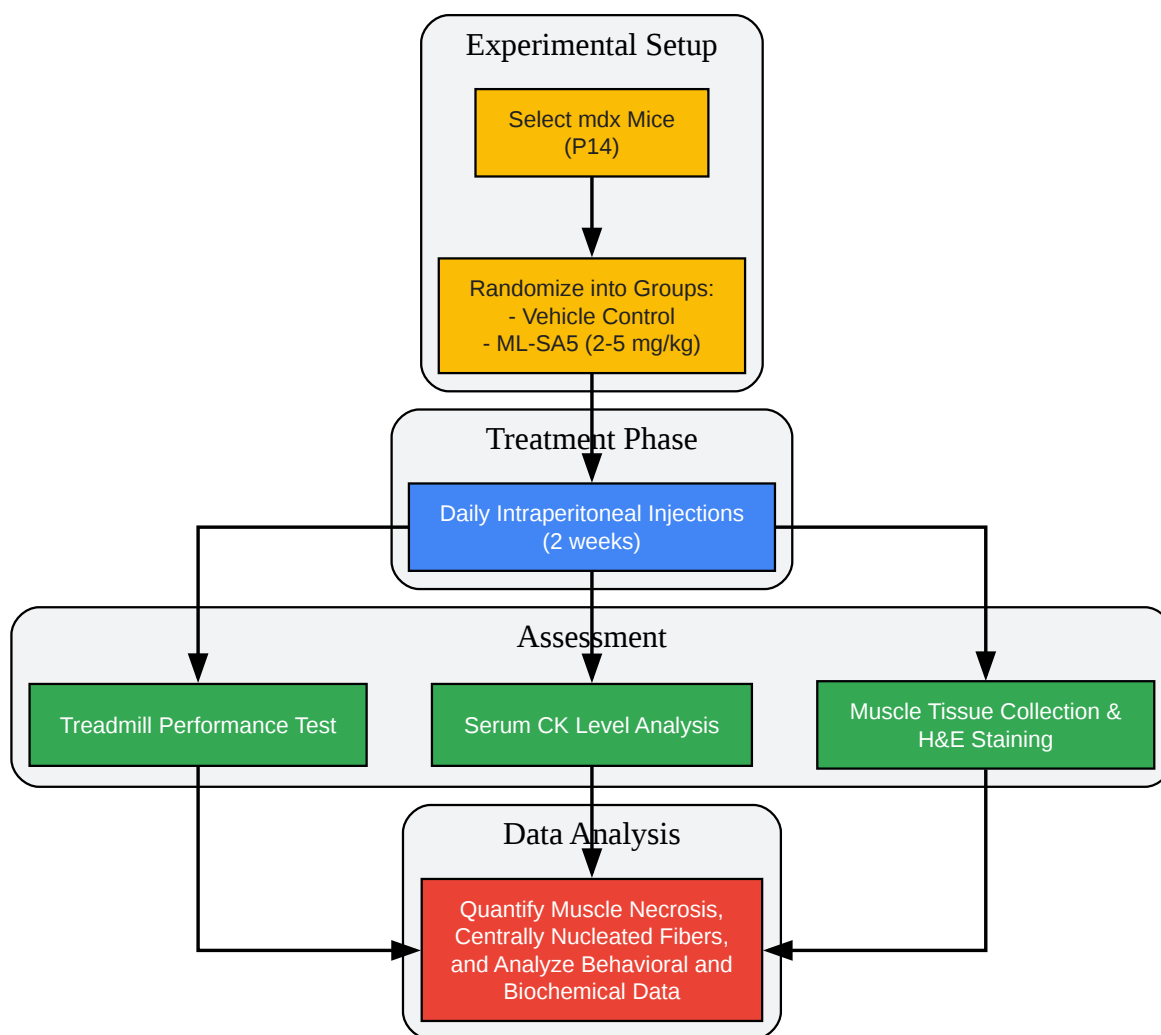 Experimental Setup
Select mdx Mice
(P14)
Randomize into Groups:
- Vehicle Control
- ML-SA5 (2-5 mg/kg)
Treatment Phase
Daily Intraperitoneal Injections
(2 weeks)
Assessment
Treadmill Performance Test
Serum CK Level Analysis
Muscle Tissue Collection &
H&E Staining
Data Analysis
Quantify Muscle Necrosis,
Centrally Nucleated Fibers,
and Analyze Behavioral and
Biochemical Data